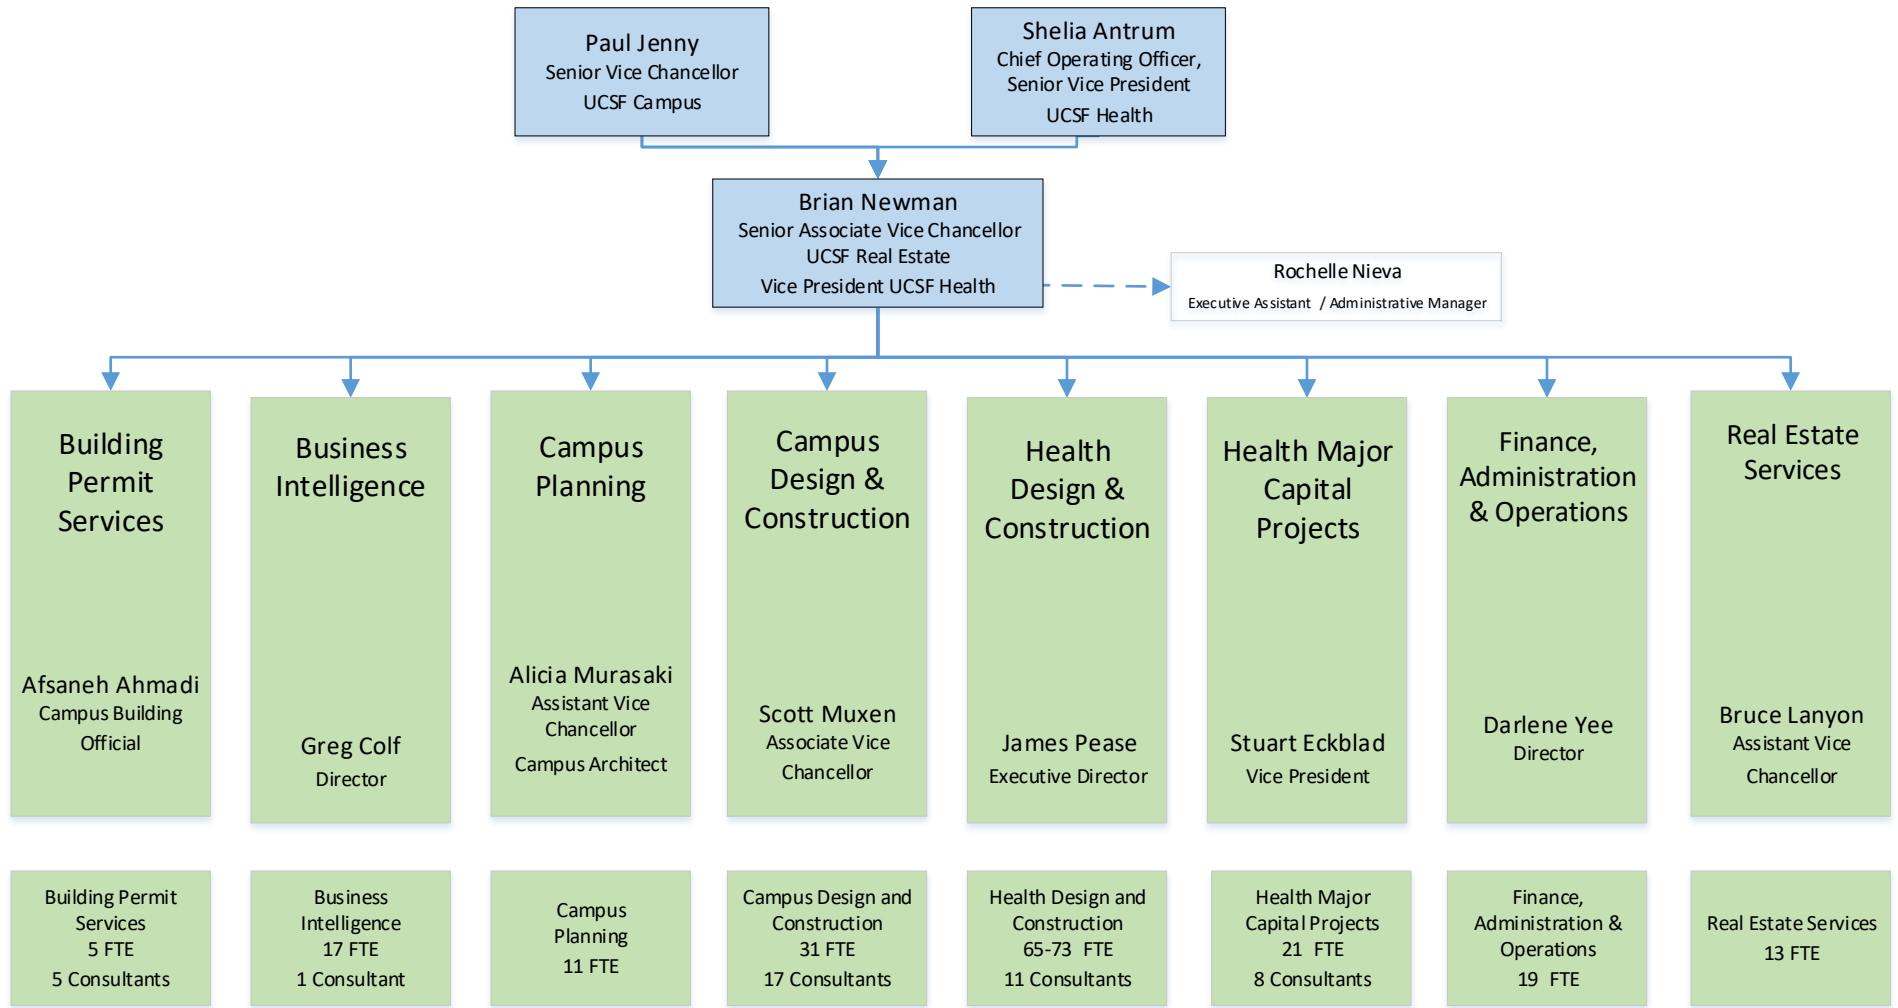 Paul Jenny
Senior Vice Chancellor
UCSF Campus
Shelia Antrum
Chief Operating Officer,
Senior Vice President
UCSF Health
Brian Newman
Senior Associate Vice Chancellor
UCSF Real Estate
Vice President UCSF Health
Rochelle Nieva
Executive Assistant / Administrative Manager
Building
Permit
Services
Afsaneh Ahmadi
Campus Building
Official
Business
Intelligence
Greg Colf
Director
Campus
Planning
Alicia Murasaki
Assistant Vice
Chancellor
Campus Architect
Campus
Design &
Construction
Scott Muxen
Associate Vice
Chancellor
Health
Design &
Construction
James Pease
Executive Director
Health Major
Capital
Projects
Stuart Eckblad
Vice President
Finance,
Administration
& Operations
Darlene Yee
Director
Real Estate
Services
Bruce Lanyon
Assistant Vice
Chancellor
Building Permit
Services
5 FTE
5 Consultants
Business
Intelligence
17 FTE
1 Consultant
Campus
Planning
11 FTE
Campus Design and
Construction
31 FTE
17 Consultants
Health Design and
Construction
65-73 FTE
11 Consultants
Health Major
Capital Projects
21 FTE
8 Consultants
Finance,
Administration &
Operations
19 FTE
Real Estate Services
13 FTE